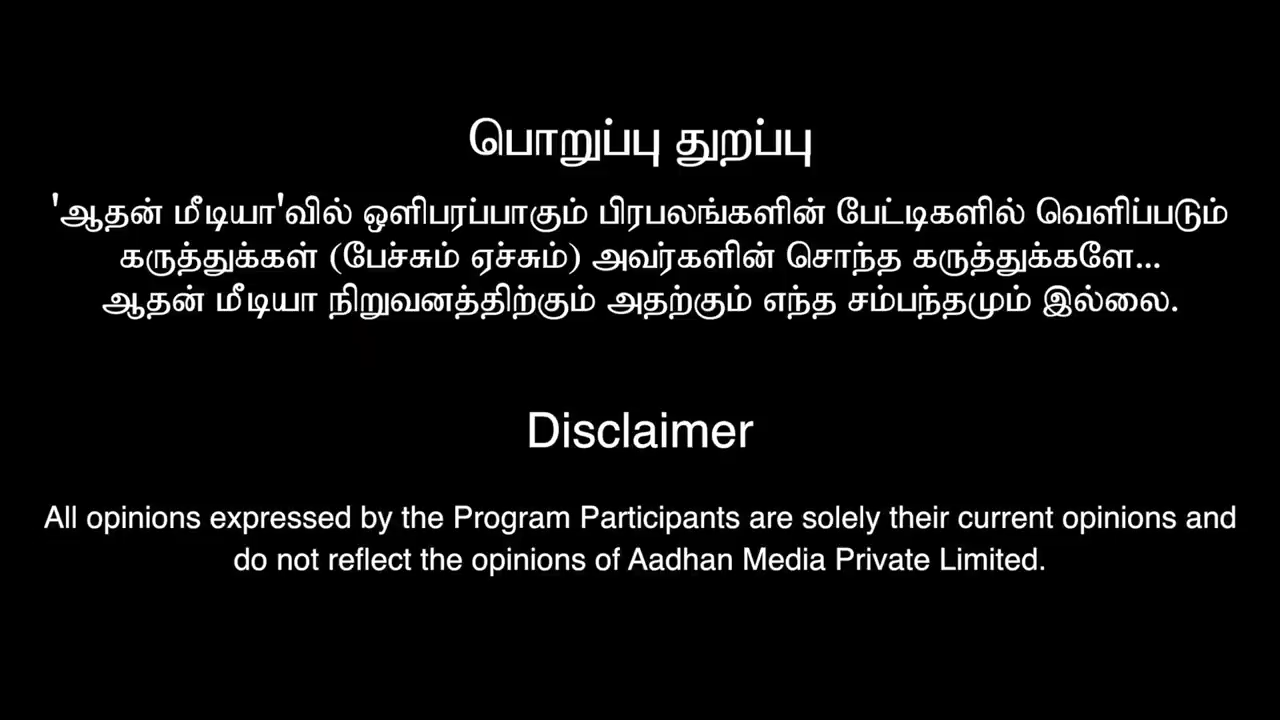 பொறுப்பு துறப்பு
'ஆதன் மீடியா'வில் ஒளிபரப்பாகும் பிரபலங்களின் பேட்டிகளில் வெளிப்படும்
கருத்துக்கள் (பேச்சும் ஏச்சும்) அவர்களின் சொந்த கருத்துக்களே...
ஆதன் மீடியா நிறுவனத்திற்கும் அதற்கும் எந்த சம்பந்தமும் இல்லை.
Disclaimer
All opinions expressed by the Program Participants are solely their current opinions and
do not reflect the opinions of Aadhan Media Private Limited.